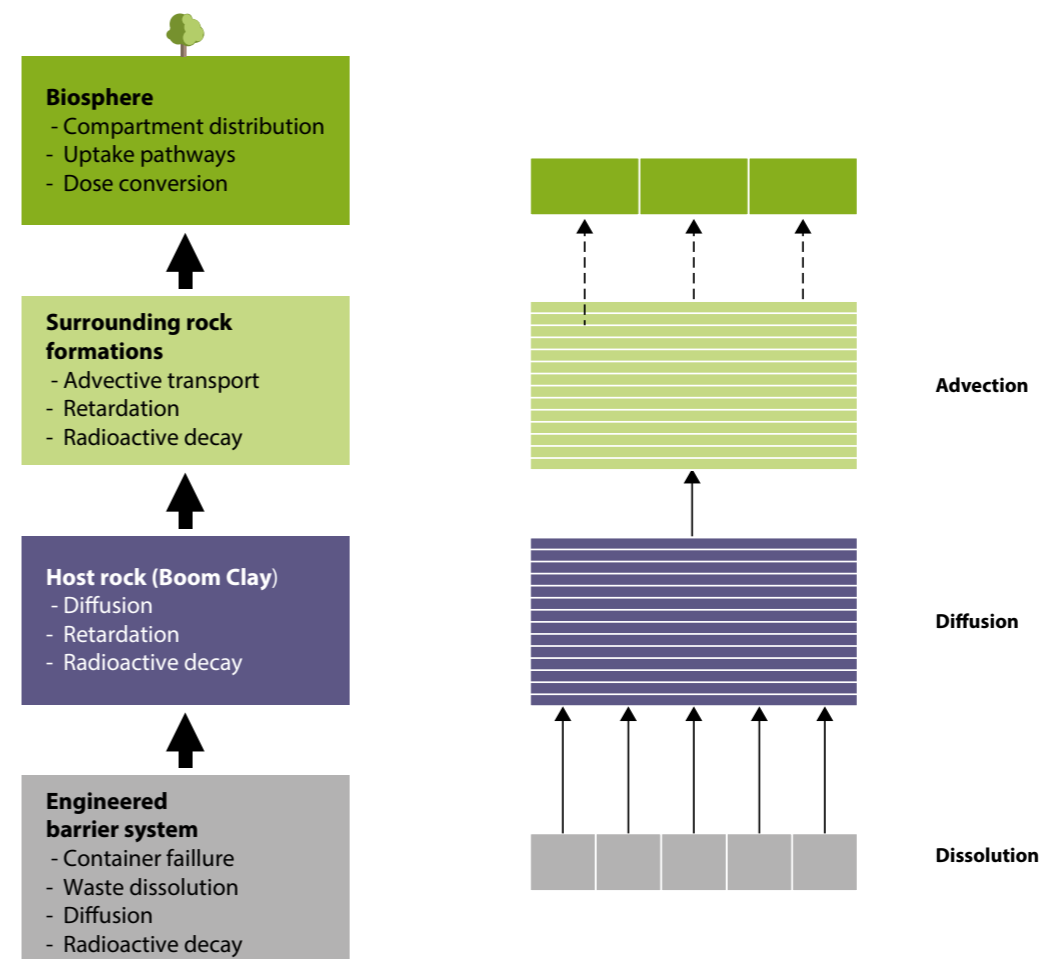 Biosphere
- Compartment distribution
- Uptake pathways
- Dose conversion
Surrounding rock
formations
- Advective transport
- Retardation
- Radioactive decay
Advection
Host rock (Boom Clay)
- Diffusion
- Retardation
- Radioactive decay
Diffusion
Engineered
barrier system
- Container faillure
- Waste dissolution
- Diffusion
- Radioactive decay
Dissolution